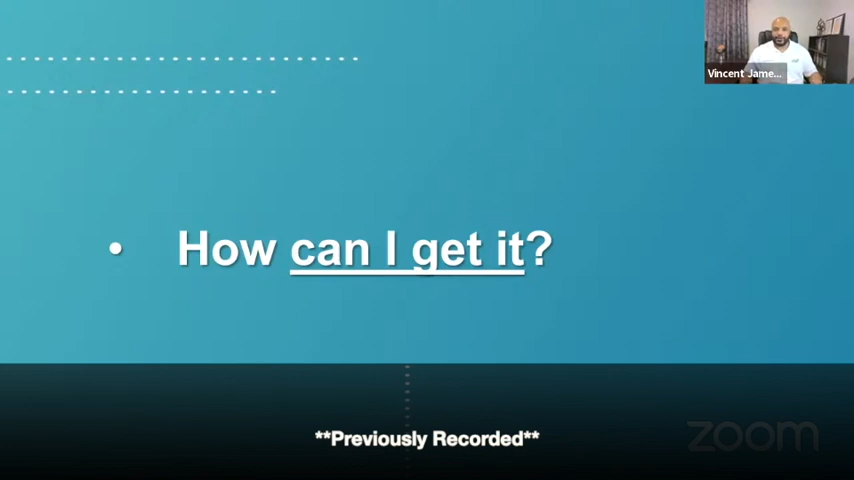 Vincent Jame...
• How can I get it?
**Previously Recorded**
zoom